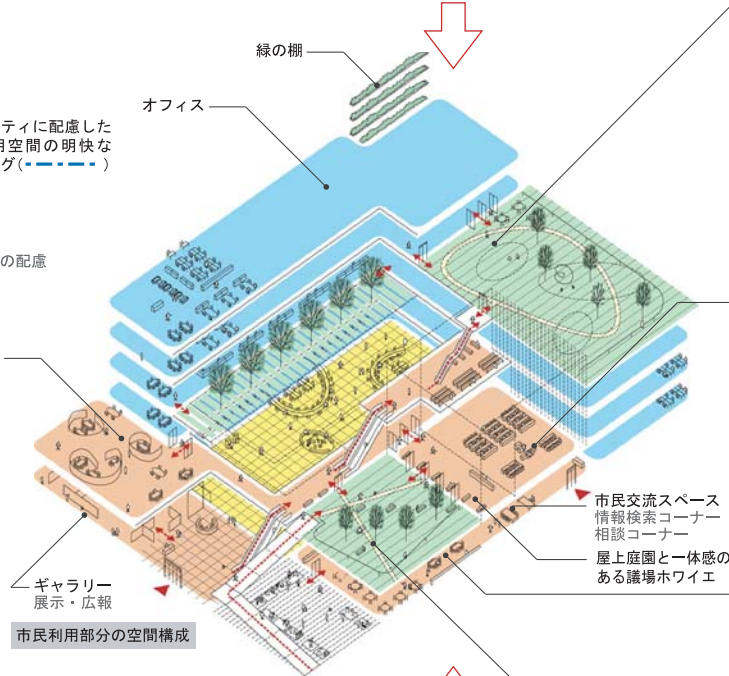 緑の棚
オフィス
ティに配慮した
用空間の明快な
グ( )
の配慮
市民交流スペース
情報検索コーナー
相談コーナー
屋上庭園と一体感の
ある議場ホワイエ
ギャラリー
展示・広報
市民利用部分の空間構成